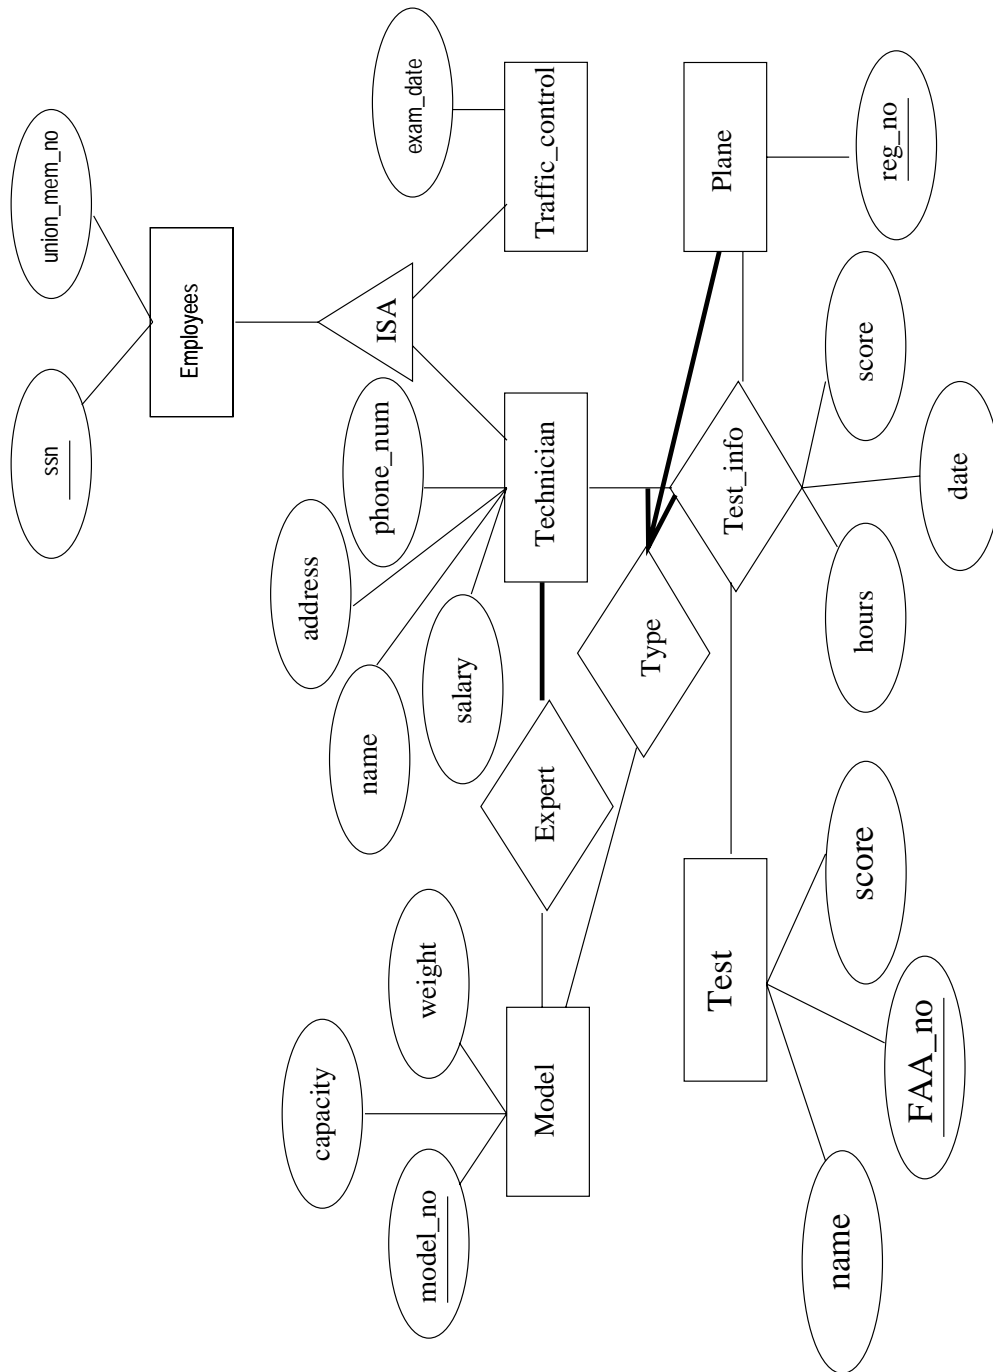 ssn
union_mem_no
Employees
capacity
address
name
phone_num
ISA
exam_date
model_no
weight
salary
Model
Expert
Technician
Traffic_control
Type
Test
Test_info
Plane
name
FAA_no
score
hours
date
score
reg_no